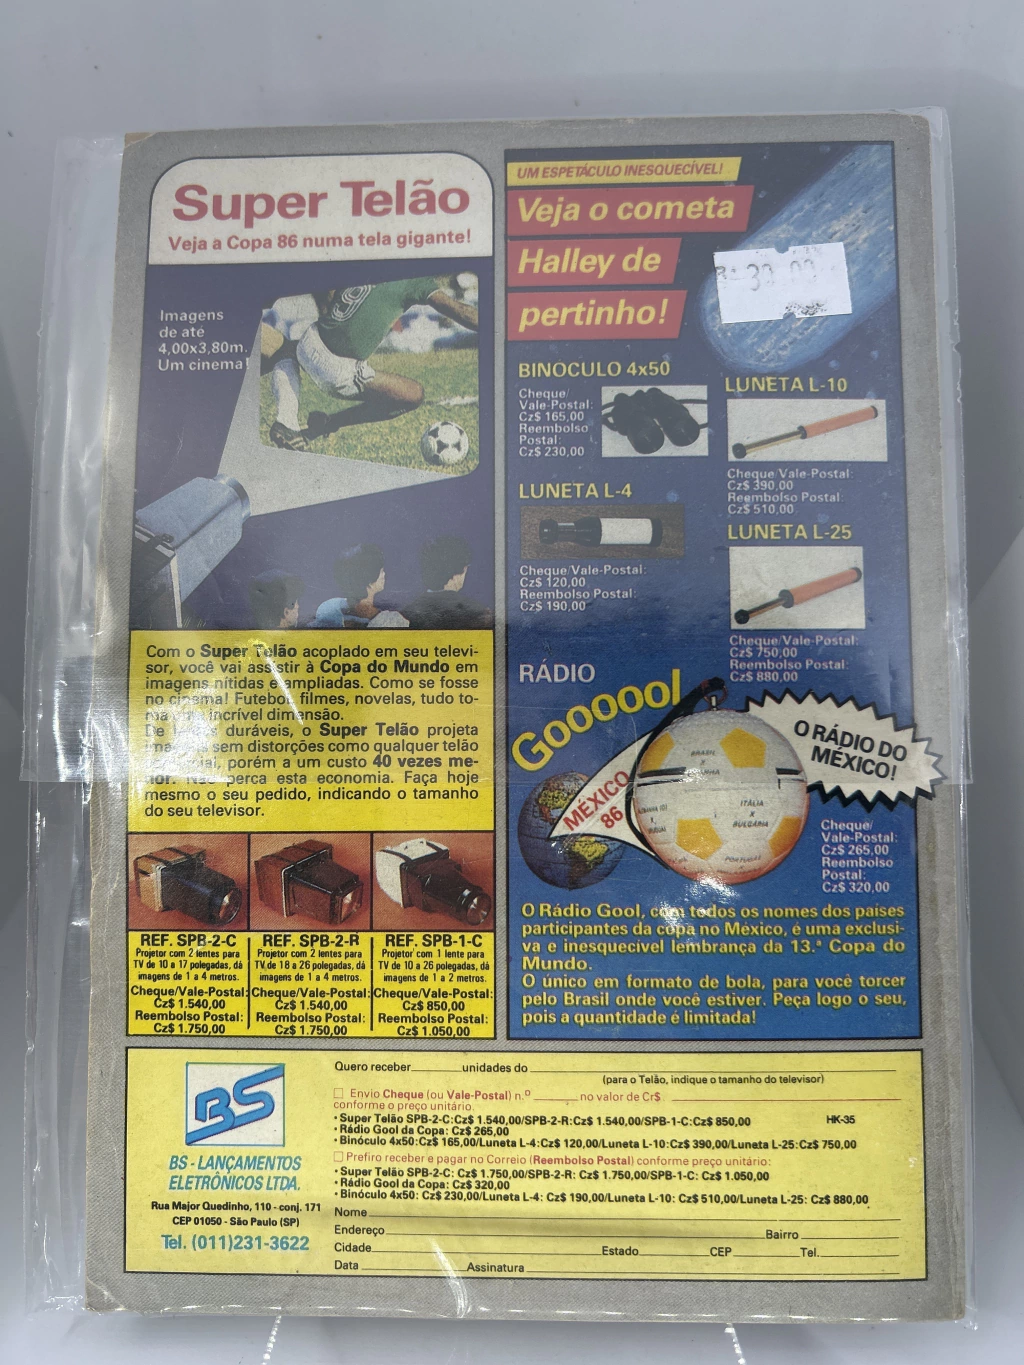 Super Telão
Veja a Copa 86 numa tela gigante!
Imagens
de até
4,00x3,80m.
Um cinema!
Com o Super Telão acoplado em seu televi-
sor, você vai assistir à Copa do Mundo em
imagens nítidas e ampliadas. Como se fosse
no cinema! Futebol, filmes, novelas, tudo to-
ma incrível dimensão.
De duráveis, o Super Telão projeta
sem distorções como qualquer telão
porém a um custo 40 vezes me-
nor. Não perca esta economia. Faça hoje
mesmo o seu pedido, indicando o tamanho
do seu televisor.
REF. SPB-2-C
Projetor com 2 lentes para
TV de 10 a 17 polegadas, dá
imagens de 1 a 4 metros.
Cheque/Vale-Postal:
Cz$ 1.540,00
Reembolso Postal:
Cz$ 1.750,00
REF. SPB-2-R
Projetor com 2 lentes para
TV de 18 a 26 polegadas, dá
imagens de 1 a 4 metros.
Cheque/Vale-Postal:
Cz$ 1.540,00
Reembolso Postal:
Cz$ 1.750,00
REF. SPB-1-C
Projetor com 1 lente para
TV de 10 a 26 polegadas, dá
imagens de 1 a 2 metros.
Cheque/Vale-Postal:
Cz$ 850,00
Reembolso Postal:
Cz$ 1.050,00
UM ESPETÁCULO INESQUECÍVEL!
Veja o cometa
Halley de
pertinho!
BINOCULO 4x50
Cheque/
Vale-Postal:
Cz$ 165,00
Reembolso
Postal:
Cz$ 230,00
LUNETA L-10
Cheque/Vale-Postal:
Cz$ 390,00
Reembolso Postal:
Cz$ 510,00
LUNETA L-4
Cheque/Vale-Postal:
Cz$ 120,00
Reembolso Postal:
Cz$ 190,00
LUNETA L-25
Cheque/Vale-Postal:
Cz$ 750,00
Reembolso Postal:
Cz$ 880,00
RÁDIO
Goooool
MÉXICO
86
BRASIL
X
ITÁLIA
X
BULGÁRIA
O RÁDIO DO
MÉXICO!
Cheque/
Vale-Postal:
Cz$ 265,00
Reembolso
Postal:
Cz$ 320,00
O Rádio Gool, com todos os nomes dos países
participantes da copa no México, é uma exclusi-
va e inesquecível lembrança da 13.ª Copa do
Mundo.
O único em formato de bola, para você torcer
pelo Brasil onde você estiver. Peça logo o seu,
pois a quantidade é limitada!
BS
BS - LANÇAMENTOS
ELETRÔNICOS LTDA.
Rua Major Quedinho, 110 - conj. 171
CEP 01050 - São Paulo (SP)
Tel. (011)231-3622
Quero receber unidades do
(para o Telão, indique o tamanho do televisor)
Envio Cheque (ou Vale-Postal) n.º no valor de Cr$
conforme o preço unitário.
• Super Telão SPB-2-C: Cz$ 1.540,00/SPB-2-R: Cz$ 1.540,00/SPB-1-C: Cz$ 850,00 HK-35
• Rádio Gool da Copa: Cz$ 265,00
• Binóculo 4x50: Cz$ 165,00/Luneta L-4: Cz$ 120,00/Luneta L-10: Cz$ 390,00/Luneta L-25: Cz$ 750,00
Prefiro receber e pagar no Correio (Reembolso Postal) conforme preço unitário:
• Super Telão SPB-2-C: Cz$ 1.750,00/SPB-2-R: Cz$ 1.750,00/SPB-1-C: Cz$ 1.050,00
• Rádio Gool da Copa: Cz$ 320,00
• Binóculo 4x50: Cz$ 230,00/Luneta L-4: Cz$ 190,00/Luneta L-10: Cz$ 510,00/Luneta L-25: Cz$ 880,00
Nome
Endereço Bairro
Cidade Estado CEP Tel.
Data Assinatura